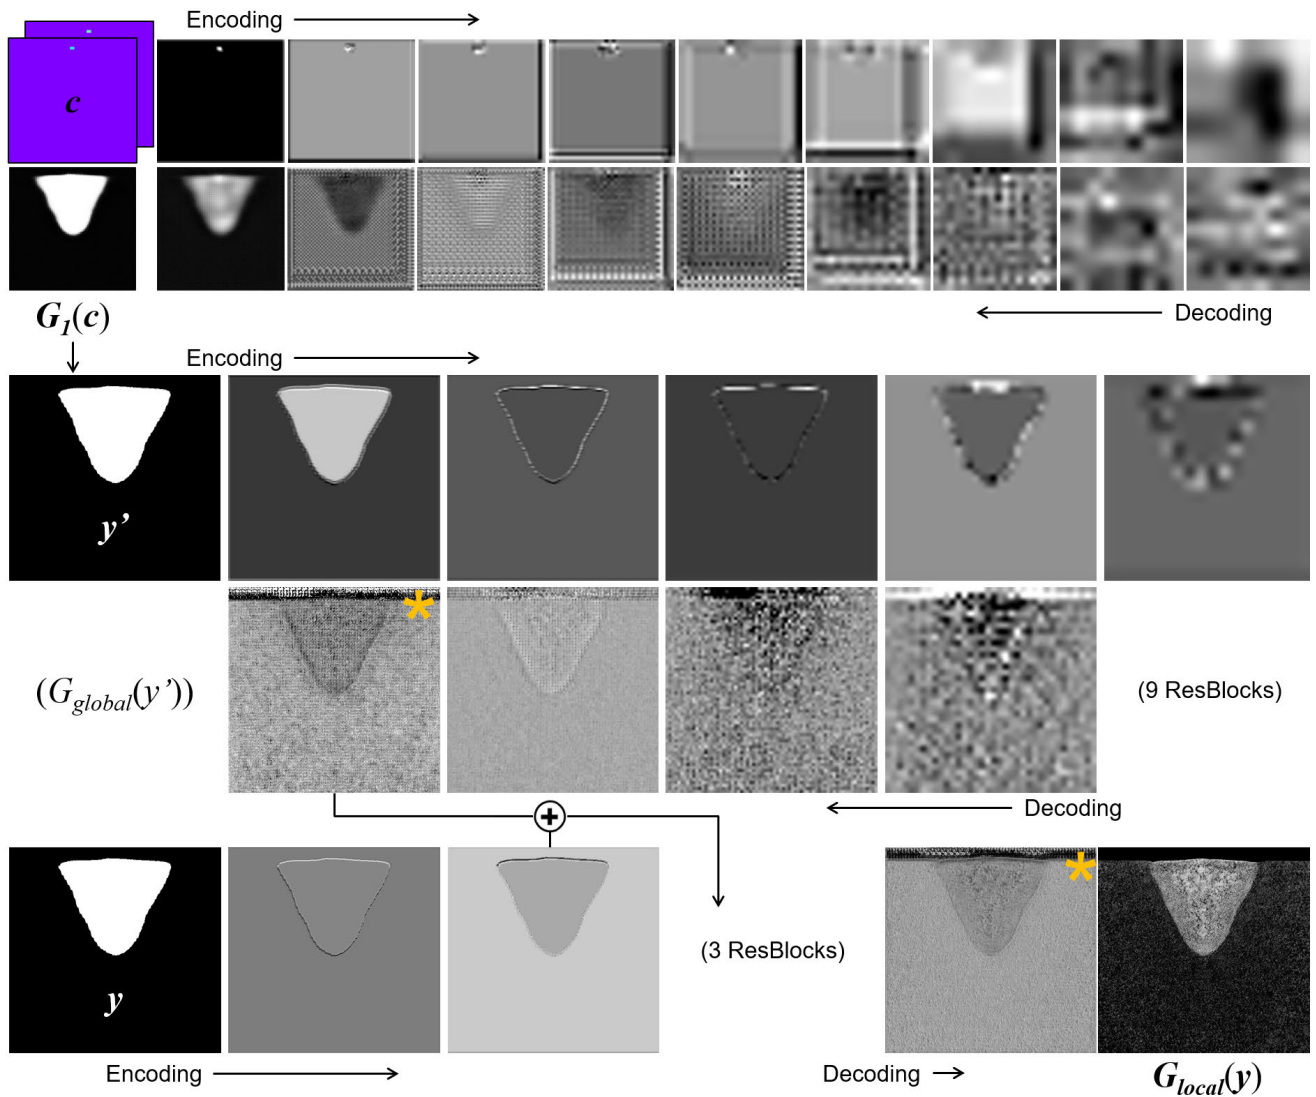 Encoding
c
G1(c)
Decoding
Encoding
y'
(Gglobal(y'))
*
(9 ResBlocks)
+
Decoding
y
(3 ResBlocks)
*
Encoding
Decoding
Glocal(y)